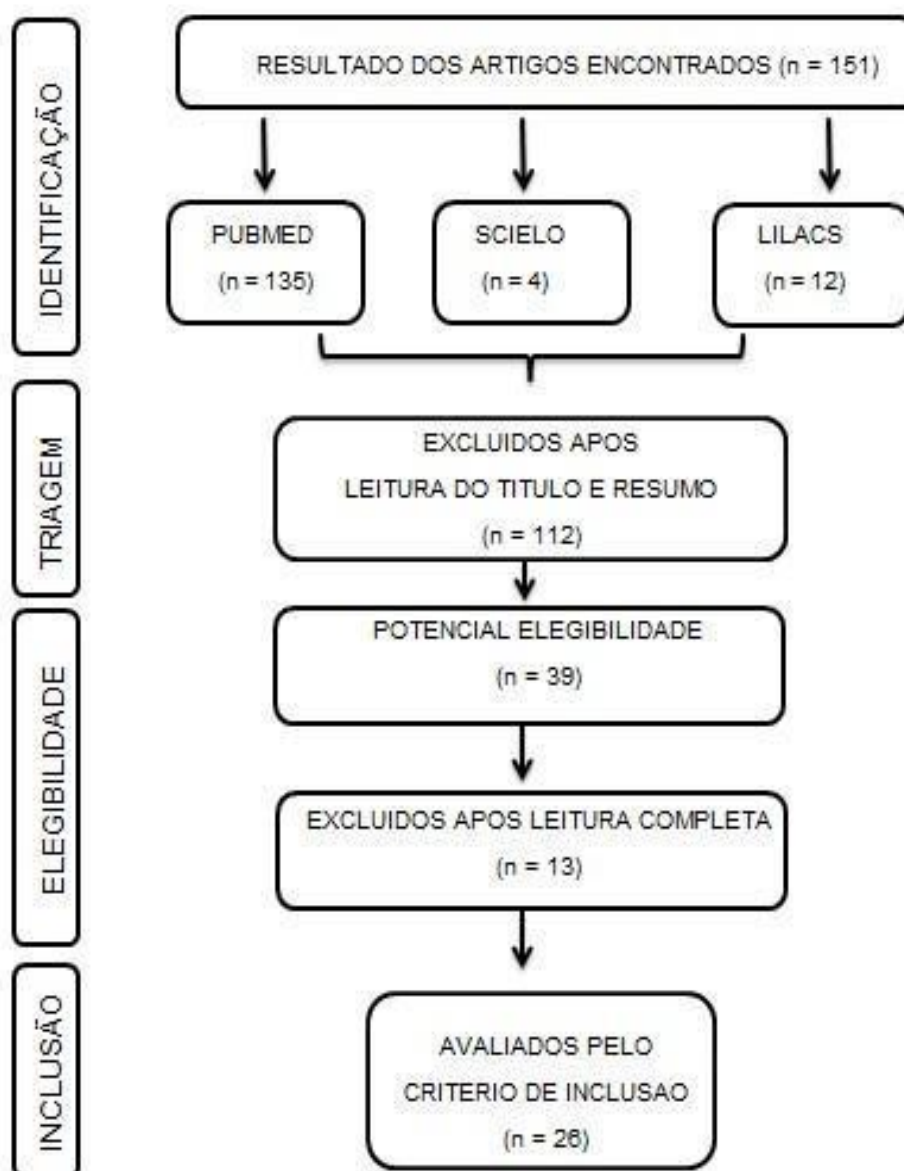 IDENTIFICAÇÃO
RESULTADO DOS ARTIGOS ENCONTRADOS (n = 151)
PUBMED
(n = 135)
SCIELO
(n = 4)
LILACS
(n = 12)
TRIAGEM
EXCLUIDOS APOS
LEITURA DO TITULO E RESUMO
(n = 112)
ELEGIBILIDADE
POTENCIAL ELEGIBILIDADE
(n = 39)
EXCLUIDOS APOS LEITURA COMPLETA
(n = 13)
INCLUSÃO
AVALIADOS PELO
CRITERIO DE INCLUSAO
(n = 26)